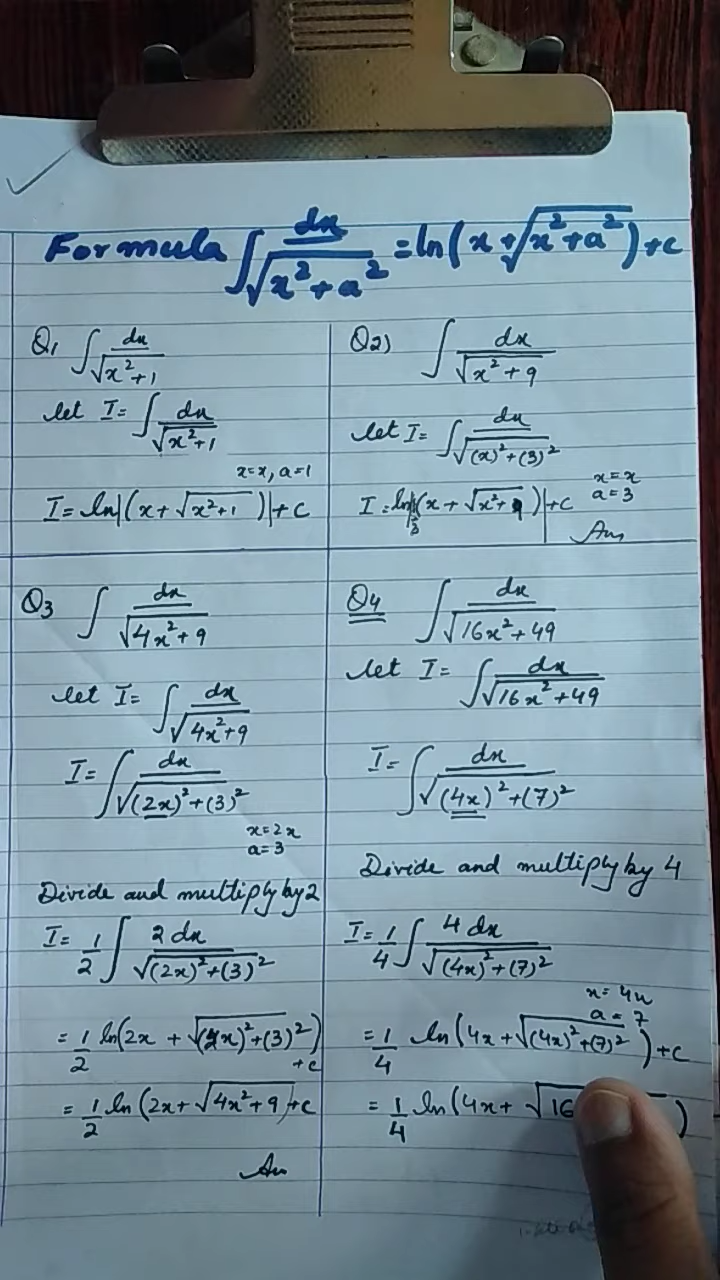 Formula ∫ dx/√(x²+a²) = ln(x+√(x²+a²))+c
Q1 ∫ dx/√(x²+1)
let I= ∫ dx/√(x²+1)
x=x, a=1
I= ln|(x+√(x²+1))|+c
Q2) ∫ dx/√(x²+9)
let I= ∫ dx/√((x)²+(3)²)
x=x
a=3
I=ln|(x+√(x²+9))|+c
Ans
Q3 ∫ dx/√(4x²+9)
let I= ∫ dx/√(4x²+9)
I= ∫ dx/√((2x)²+(3)²)
x=2x
a=3
Divide and multiply by 2
I= 1/2 ∫ 2dx/√((2x)²+(3)²)
= 1/2 ln(2x+√((2x)²+(3)²))
+c
= 1/2 ln(2x+√(4x²+9)+c
An
Q4 ∫ dx/√(16x²+49)
let I= ∫ dx/√(16x²+49)
I= ∫ dx/√((4x)²+(7)²)
Divide and multiply by 4
I= 1/4 ∫ 4dx/√((4x)²+(7)²)
x=4x
a=7
= 1/4 ln(4x+√((4x)²+(7)²))+c
= 1/4 ln(4x+√(16 )